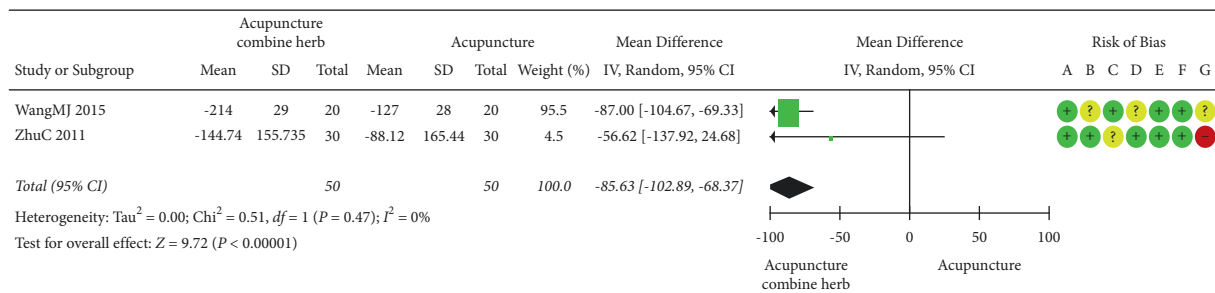 Acupuncture combine herb Acupuncture Mean Difference Mean Difference Risk of Bias
Study or Subgroup Mean SD Total Mean SD Total Weight (%) IV, Random, 95% CI IV, Random, 95% CI A B C D E F G
WangMJ 2015 -214 29 20 -127 28 20 95.5 -87.00 [-104.67, -69.33] + ? + ? + + ?
ZhuC 2011 -144.74 155.735 30 -88.12 165.44 30 4.5 -56.62 [-137.92, 24.68] + + ? + + + –
Total (95% CI) 50 50 100.0 -85.63 [-102.89, -68.37]
Heterogeneity: Tau² = 0.00; Chi² = 0.51, df = 1 (P = 0.47); I² = 0%
Test for overall effect: Z = 9.72 (P < 0.00001)
-100 -50 0 50 100
Acupuncture combine herb Acupuncture